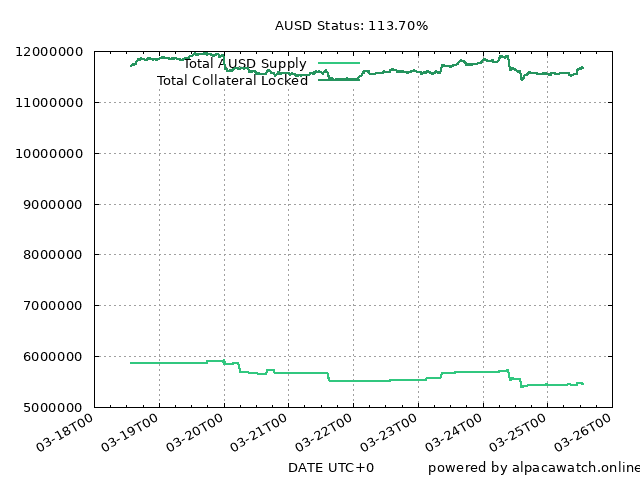 AUSD Status: 113.70%
12000000
11000000
10000000
9000000
8000000
7000000
6000000
5000000
Total AUSD Supply
Total Collateral Locked
03-18T00
03-19T00
03-20T00
03-21T00
03-22T00
03-23T00
03-24T00
03-25T00
03-26T00
DATE UTC+0
powered by alpacawatch.online